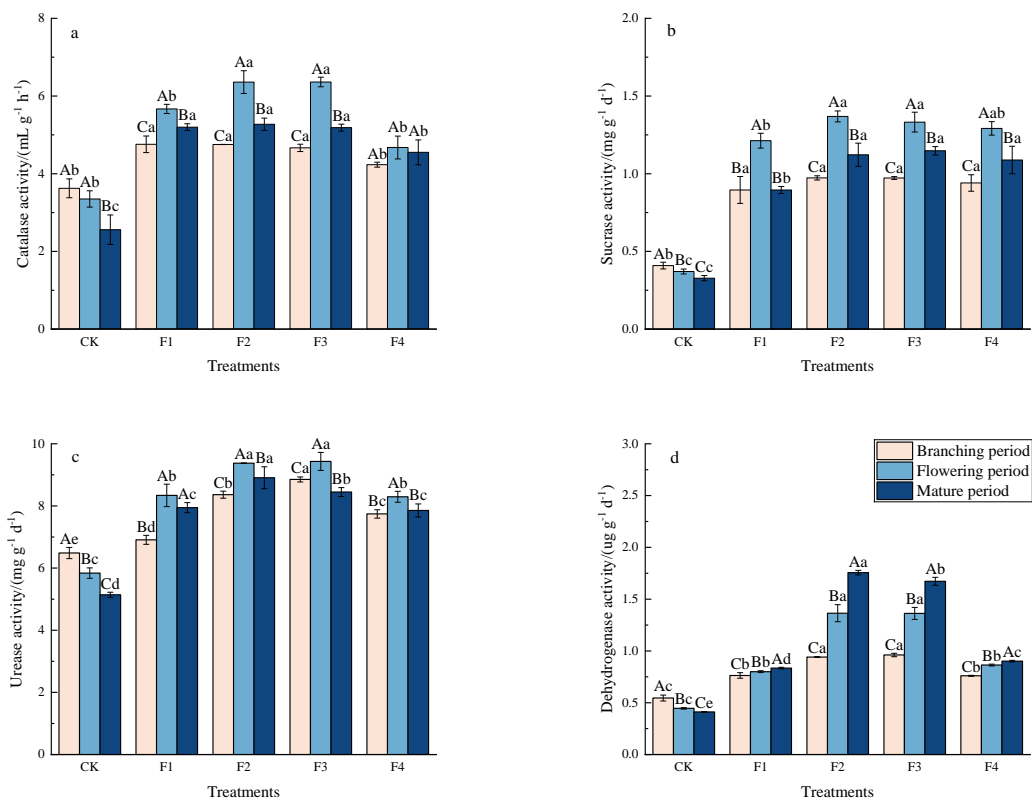 a
Catalase activity/(mL g⁻¹ h⁻¹)
8
6
4
2
0
Ab Ab Bc
Ca Ab Ba
Ca Aa Ba
Ca Aa Ba
Ab Ab Ab
CK F1 F2 F3 F4
Treatments
b
Sucrase activity/(mg g⁻¹ d⁻¹)
2.0
1.5
1.0
0.5
0.0
Ab Bc Cc
Ba Ab Bb
Ca Aa Ba
Ca Aa Ba
Ca Aab Ba
CK F1 F2 F3 F4
Treatments
c
Urease activity/(mg g⁻¹ d⁻¹)
10
8
6
4
2
0
Ae Bc Cd
Bd Ab Ac
Cb Aa Ba
Ca Aa Bb
Bc Ab Bc
CK F1 F2 F3 F4
Treatments
d
Branching period
Flowering period
Mature period
Dehydrogenase activity/(ug g⁻¹ d⁻¹)
3.0
2.5
2.0
1.5
1.0
0.5
0.0
Ac Bc Ce
Cb Bb Ad
Ca Ba Aa
Ca Ba Ab
Cb Bb Ac
CK F1 F2 F3 F4
Treatments